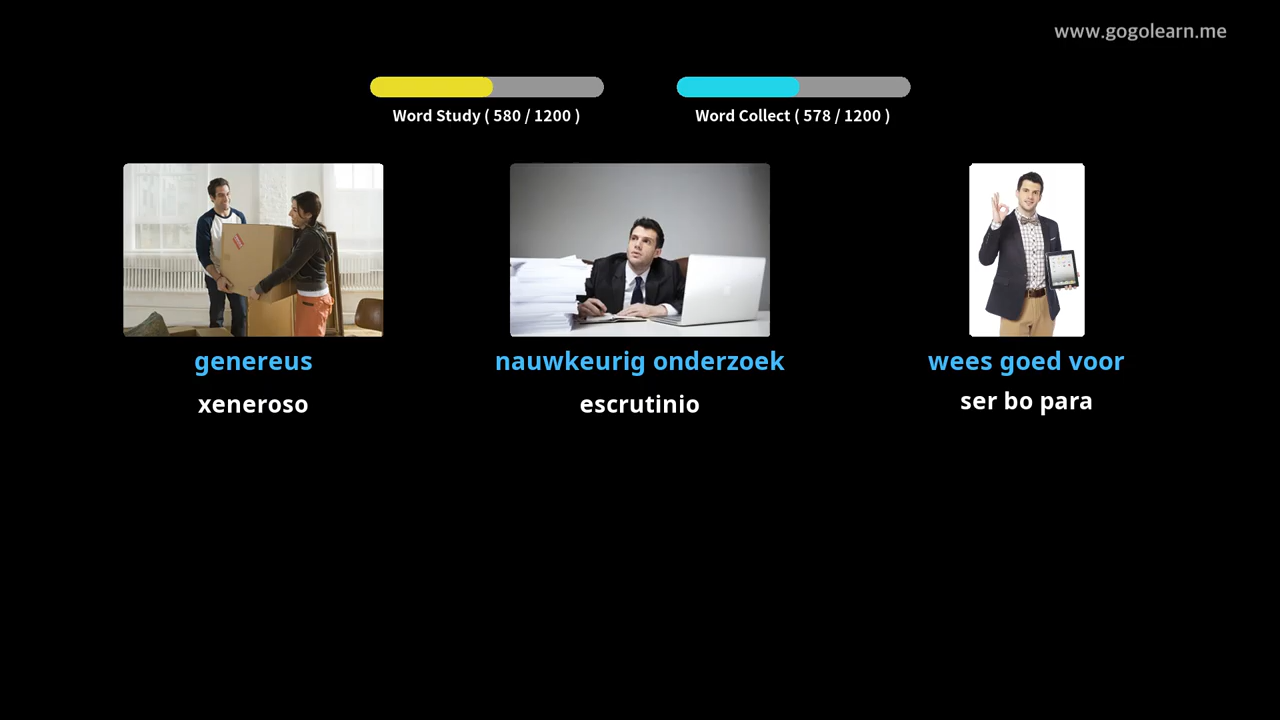 www.gogolearn.me
Word Study ( 580 / 1200 )
Word Collect ( 578 / 1200 )
genereus
nauwkeurig onderzoek
wees goed voor
xeneroso
escrutinio
ser bo para